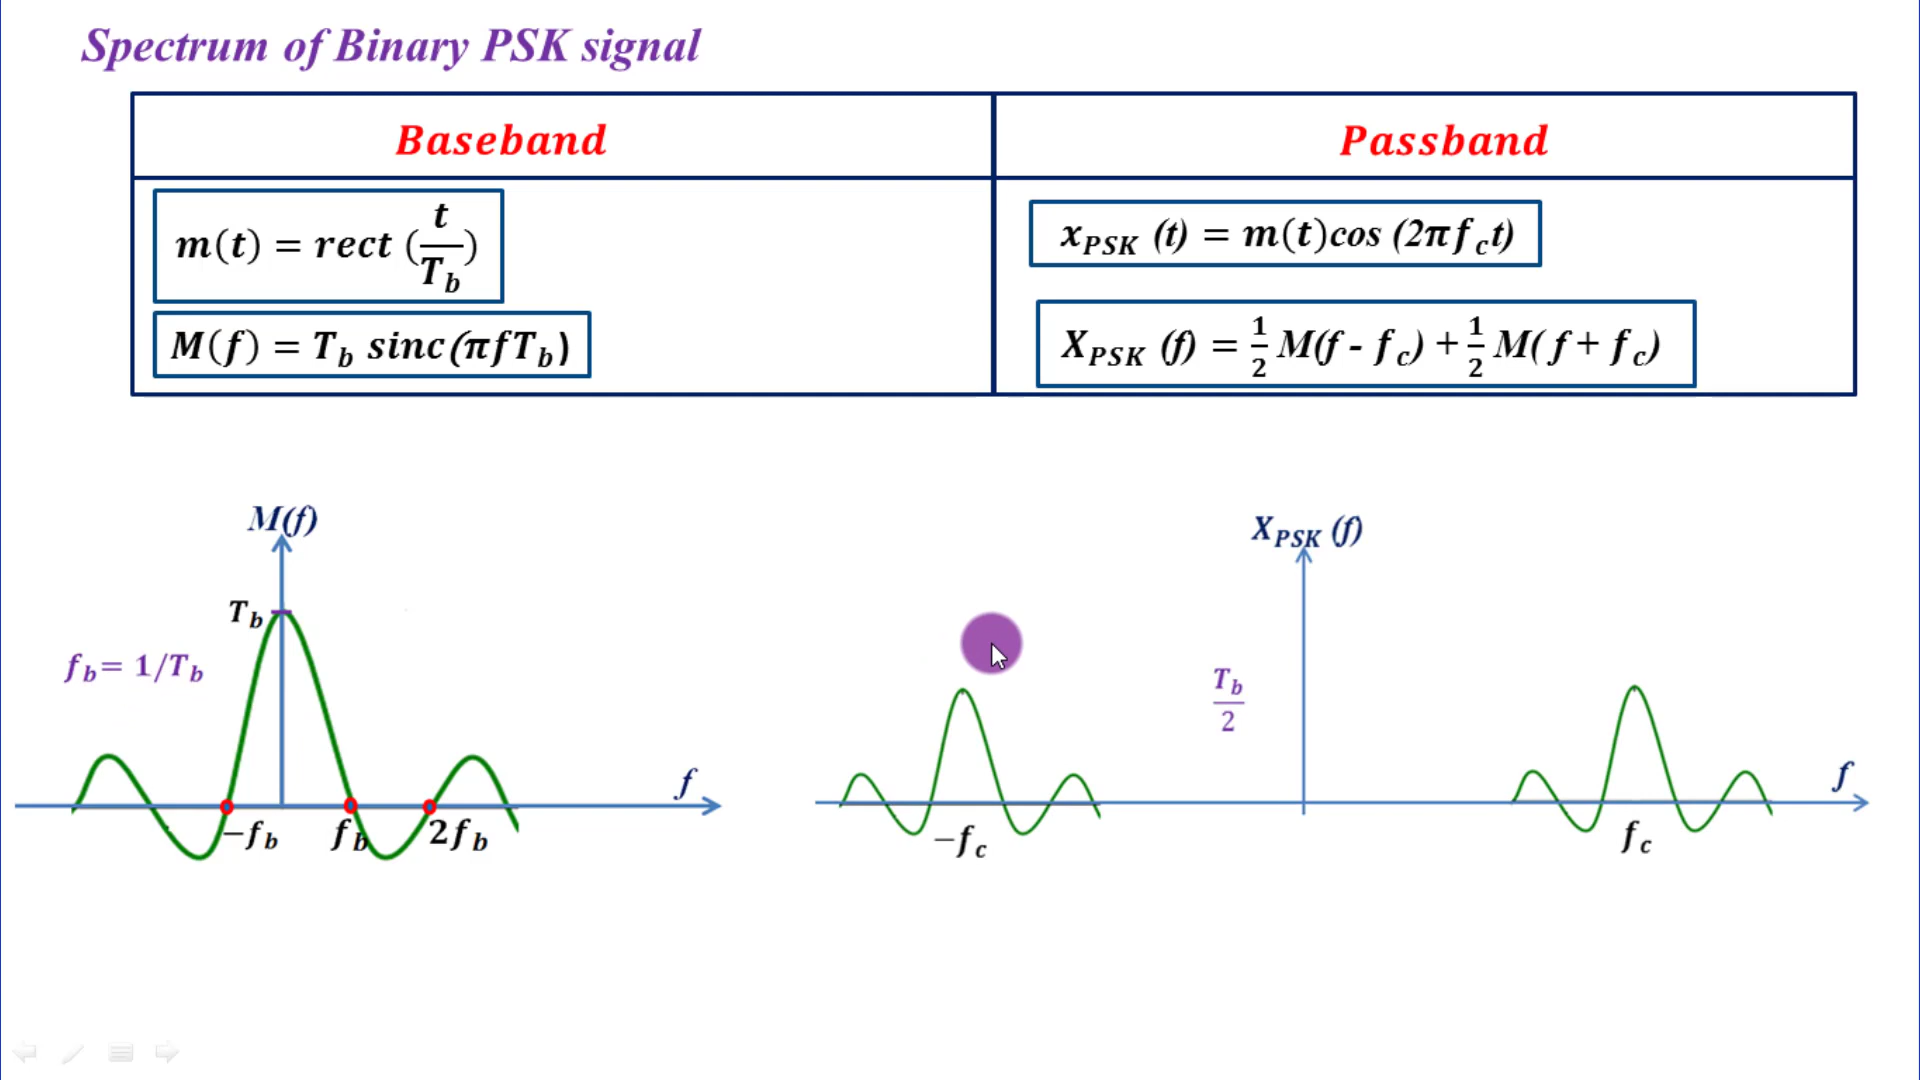 Spectrum of Binary PSK signal
Baseband
Passband
m(t) = rect (t/T_b)
x_PSK (t) = m(t)cos (2πf_c t)
M(f) = T_b sinc(πfT_b)
X_PSK (f) = 1/2 M(f - f_c) + 1/2 M( f + f_c)
M(f)
X_PSK (f)
T_b
f_b = 1/T_b
T_b/2
f
f
−f_b
f_b
2f_b
−f_c
f_c